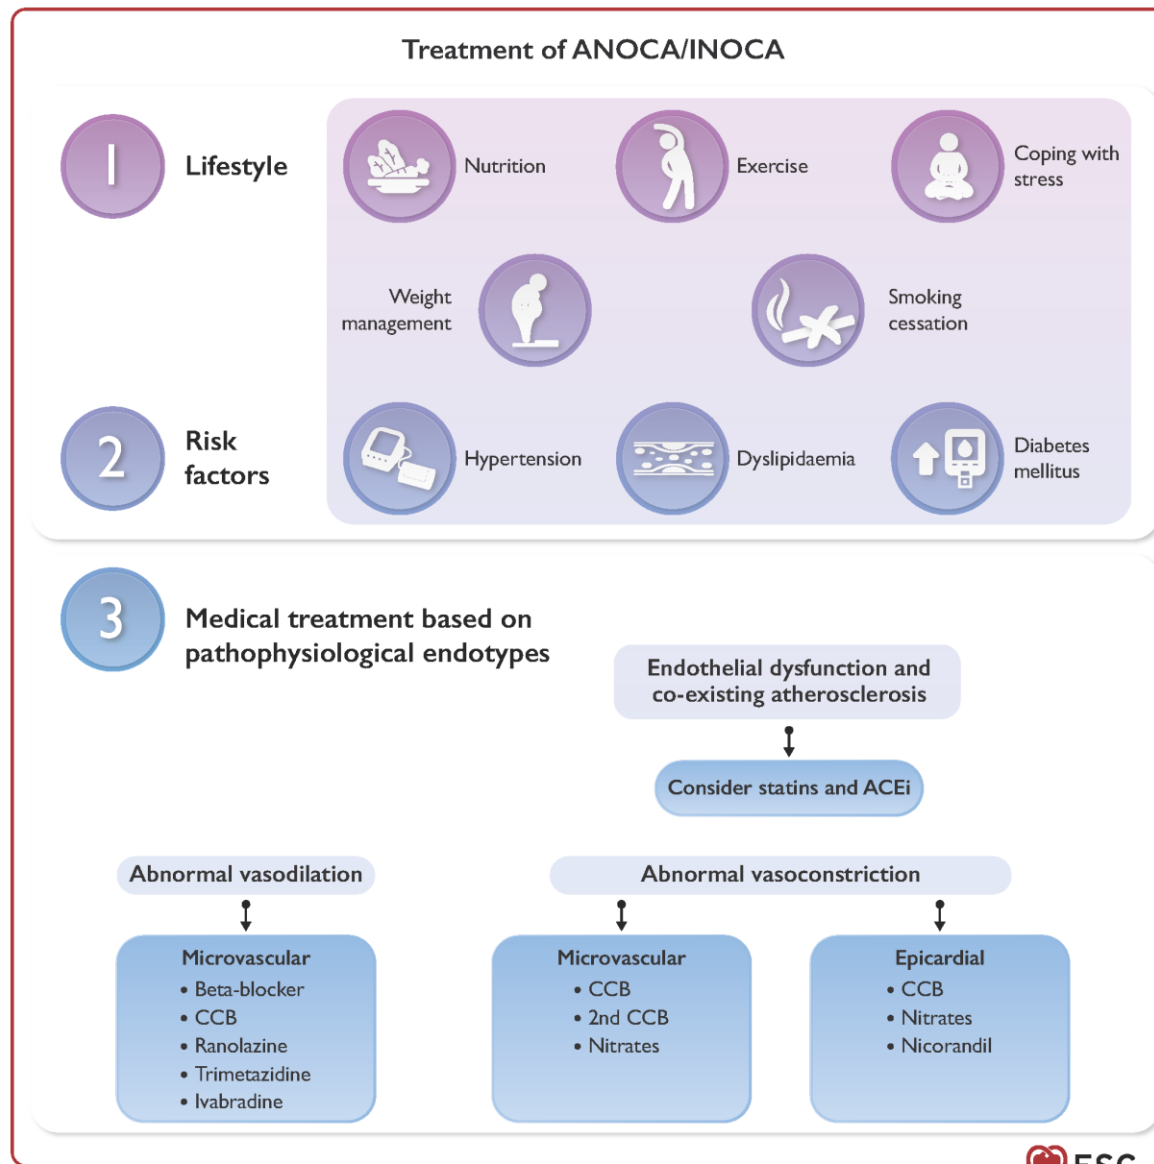 Treatment of ANOCA/INOCA
1
Lifestyle
Nutrition
Exercise
Coping with
stress
Weight
management
Smoking
cessation
2
Risk
factors
Hypertension
Dyslipidaemia
Diabetes
mellitus
3
Medical treatment based on
pathophysiological endotypes
Endothelial dysfunction and
co-existing atherosclerosis
Consider statins and ACEi
Abnormal vasodilation
Abnormal vasoconstriction
Microvascular
• Beta-blocker
• CCB
• Ranolazine
• Trimetazidine
• Ivabradine
Microvascular
• CCB
• 2nd CCB
• Nitrates
Epicardial
• CCB
• Nitrates
• Nicorandil
ESC